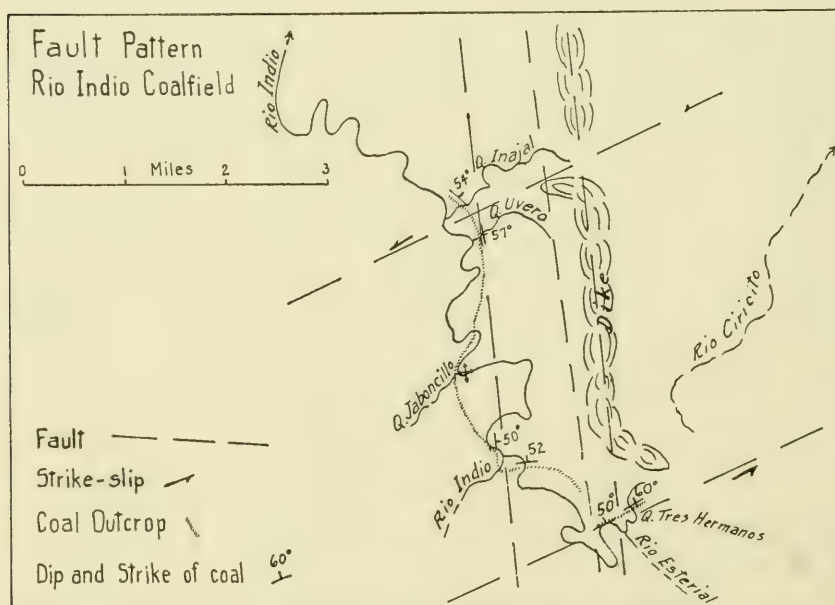 Fault Pattern
Rio Indio Coalfield
0 1 Miles 2 3
Rio Indio
Q. Inajal
54°
Q. Uvero
57°
Dike
Rio Ciricito
Q. Jaboncillo
50°
52
Rio Indio
50°
60°
Q. Tres Hermanos
Rio Esterial
Fault
Strike-slip
Coal Outcrop
Dip and Strike of coal 60°